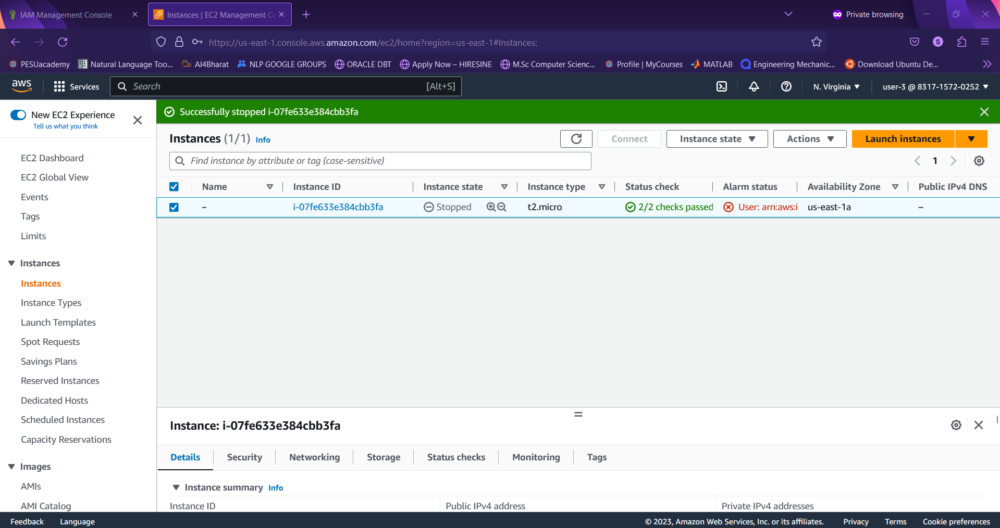 IAM Management Console
Instances | EC2 Management Co
Private browsing
https://us-east-1.console.aws.amazon.com/ec2/home?region=us-east-1#Instances:
S
PESUacademy
Natural Language Too...
AI4Bharat
NLP GOOGLE GROUPS
ORACLE DBT
Apply Now – HIRESINE
M.Sc Computer Scienc...
Profile | MyCourses
MATLAB
Engineering Mechanic...
Download Ubuntu De...
aws
Services
Search
[Alt+S]
N. Virginia
user-3 @ 8317-1572-0252
New EC2 Experience
Tell us what you think
Successfully stopped i-07fe633e384cbb3fa
EC2 Dashboard
EC2 Global View
Events
Tags
Limits
Instances
Instances
Instance Types
Launch Templates
Spot Requests
Savings Plans
Reserved Instances
Dedicated Hosts
Scheduled Instances
Capacity Reservations
Images
AMIs
AMI Catalog
Instances (1/1) Info
Connect
Instance state
Actions
Launch instances
Find instance by attribute or tag (case-sensitive)
1
Name
Instance ID
Instance state
Instance type
Status check
Alarm status
Availability Zone
Public IPv4 DNS
–
i-07fe633e384cbb3fa
Stopped
t2.micro
2/2 checks passed
User: arn:aws:i
us-east-1a
–
Instance: i-07fe633e384cbb3fa
Details
Security
Networking
Storage
Status checks
Monitoring
Tags
Instance summary Info
Instance ID
Public IPv4 address
Private IPv4 addresses
Feedback
Language
© 2023, Amazon Web Services, Inc. or its affiliates.
Privacy
Terms
Cookie preferences